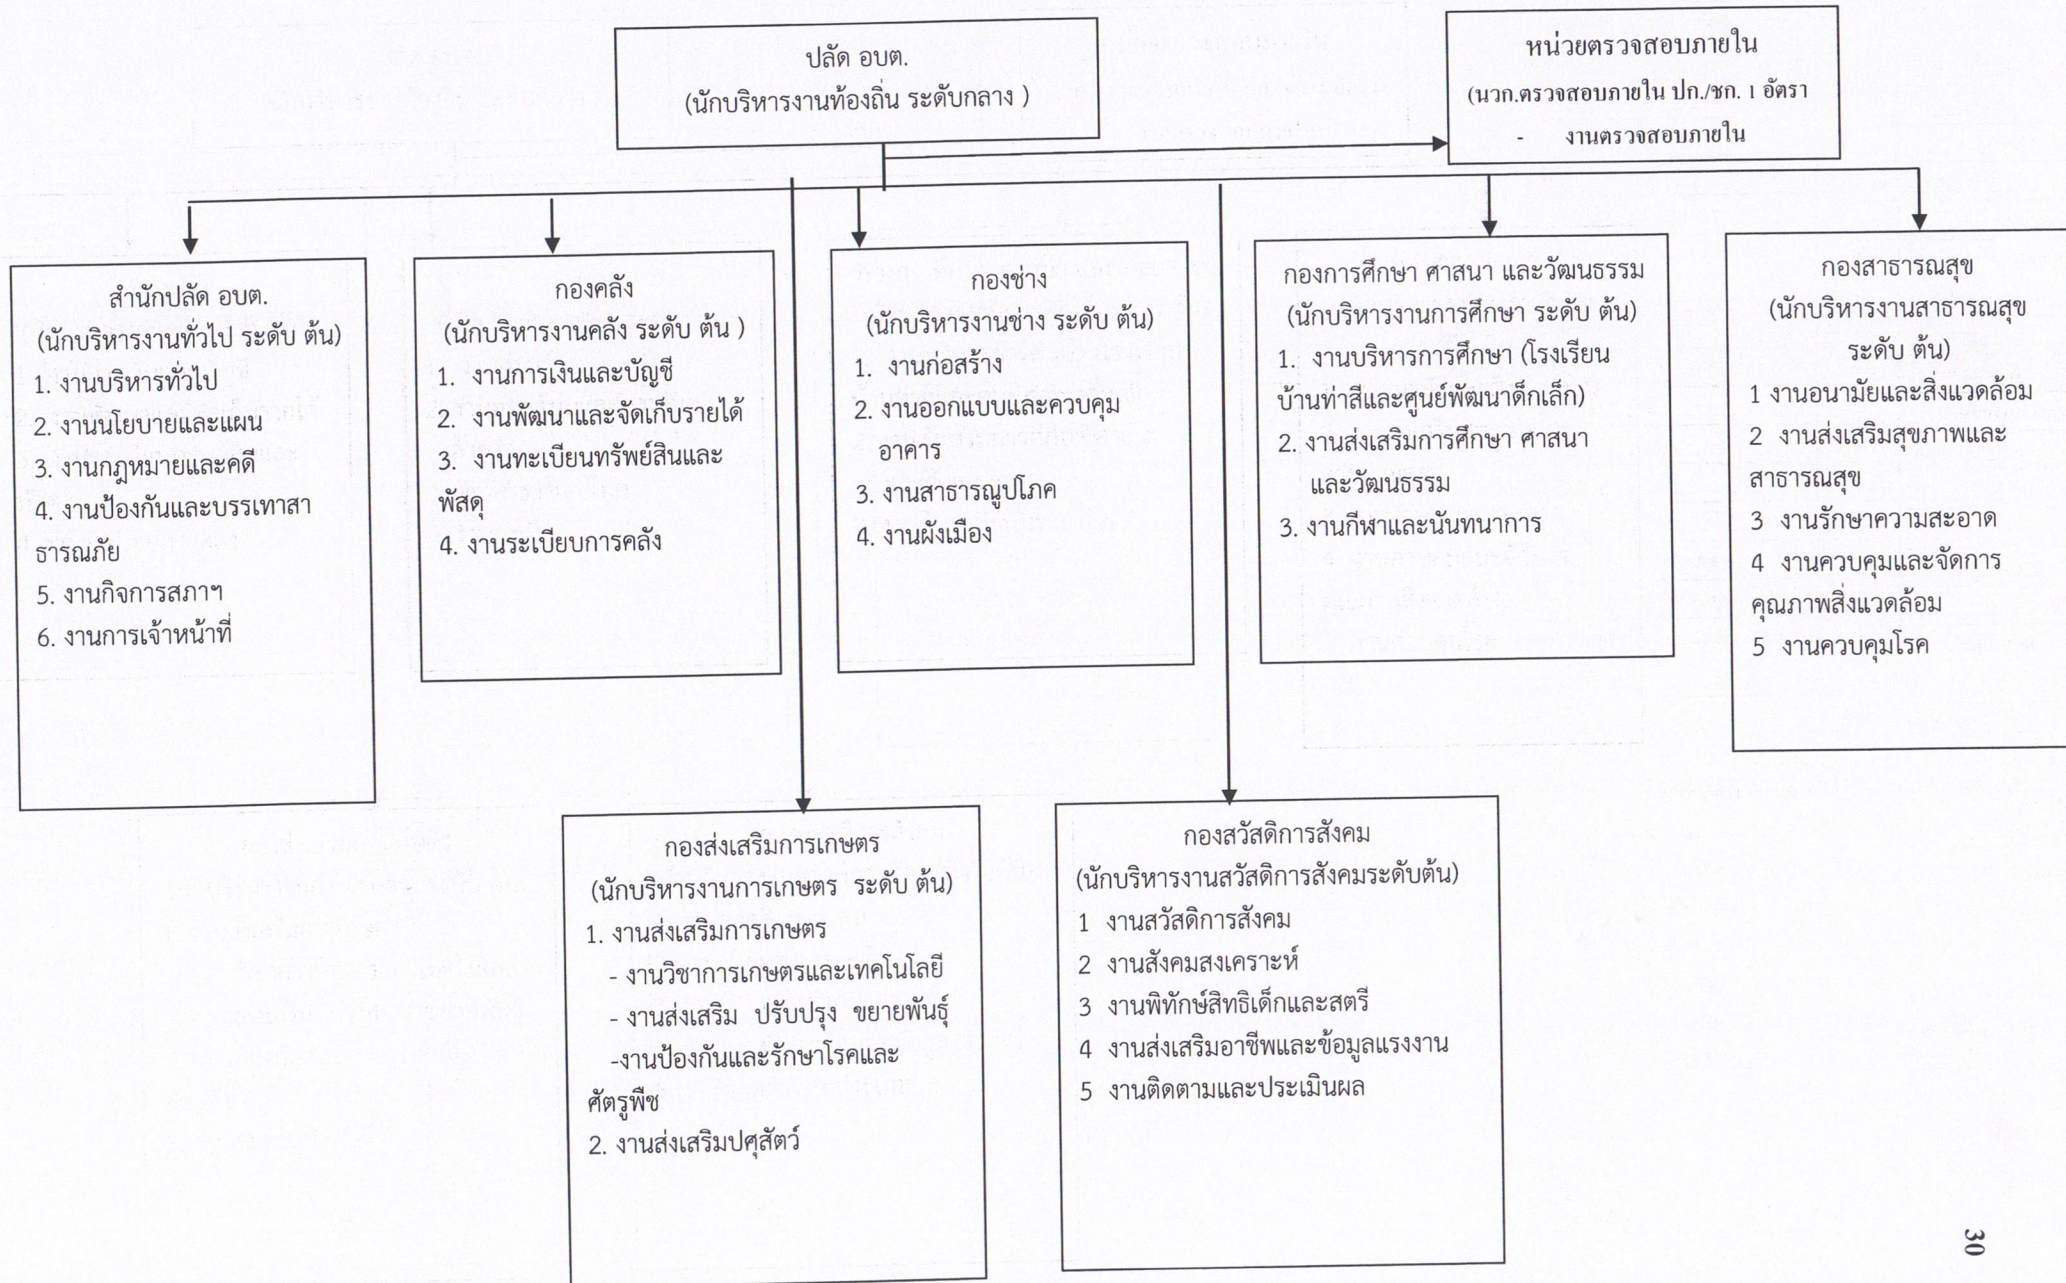 ปลัด อบต.
(นักบริหารงานท้องถิ่น ระดับกลาง )
หน่วยตรวจสอบภายใน
(นวก.ตรวจสอบภายใน ปก./ชก. 1 อัตรา
- งานตรวจสอบภายใน
สำนักปลัด อบต.
(นักบริหารงานทั่วไป ระดับ ต้น)
1. งานบริหารทั่วไป
2. งานนโยบายและแผน
3. งานกฎหมายและคดี
4. งานป้องกันและบรรเทาสา
ธารณภัย
5. งานกิจการสภาฯ
6. งานการเจ้าหน้าที่
กองคลัง
(นักบริหารงานคลัง ระดับ ต้น )
1. งานการเงินและบัญชี
2. งานพัฒนาและจัดเก็บรายได้
3. งานทะเบียนทรัพย์สินและ
พัสดุ
4. งานระเบียบการคลัง
กองช่าง
(นักบริหารงานช่าง ระดับ ต้น)
1. งานก่อสร้าง
2. งานออกแบบและควบคุม
อาคาร
3. งานสาธารณูปโภค
4. งานผังเมือง
กองการศึกษา ศาสนา และวัฒนธรรม
(นักบริหารงานการศึกษา ระดับ ต้น)
1. งานบริหารการศึกษา (โรงเรียน
บ้านท่าสีและศูนย์พัฒนาด็กเล็ก)
2. งานส่งเสริมการศึกษา ศาสนา
และวัฒนธรรม
3. งานกีฬาและนันทนาการ
กองสาธารณสุข
(นักบริหารงานสาธารณสุข
ระดับ ต้น)
1 งานอนามัยและสิ่งแวดล้อม
2 งานส่งเสริมสุขภาพและ
สาธารณสุข
3 งานรักษาความสะอาด
4 งานควบคุมและจัดการ
คุณภาพสิ่งแวดล้อม
5 งานควบคุมโรค
กองส่งเสริมการเกษตร
(นักบริหารงานการเกษตร ระดับ ต้น)
1. งานส่งเสริมการเกษตร
- งานวิชาการเกษตรและเทคโนโลยี
- งานส่งเสริม ปรับปรุง ขยายพันธุ์
-งานป้องกันและรักษาโรคและ
ศัตรูพืช
2. งานส่งเสริมปศุสัตว์
กองสวัสดิการสังคม
(นักบริหารงานสวัสดิการสังคมระดับต้น)
1 งานสวัสดิการสังคม
2 งานสังคมสงเคราะห์
3 งานพิทักษ์สิทธิเด็กและสตรี
4 งานส่งเสริมอาชีพและข้อมูลแรงงาน
5 งานติดตามและประเมินผล
30